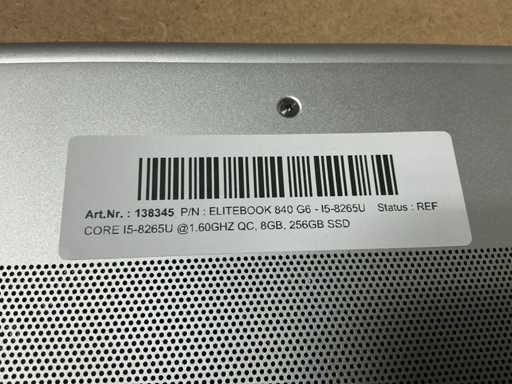 Art.Nr. : 138345 P/N : ELITEBOOK 840 G6 - I5-8265U Status : REF
CORE I5-8265U @1.60GHZ QC, 8GB, 256GB SSD